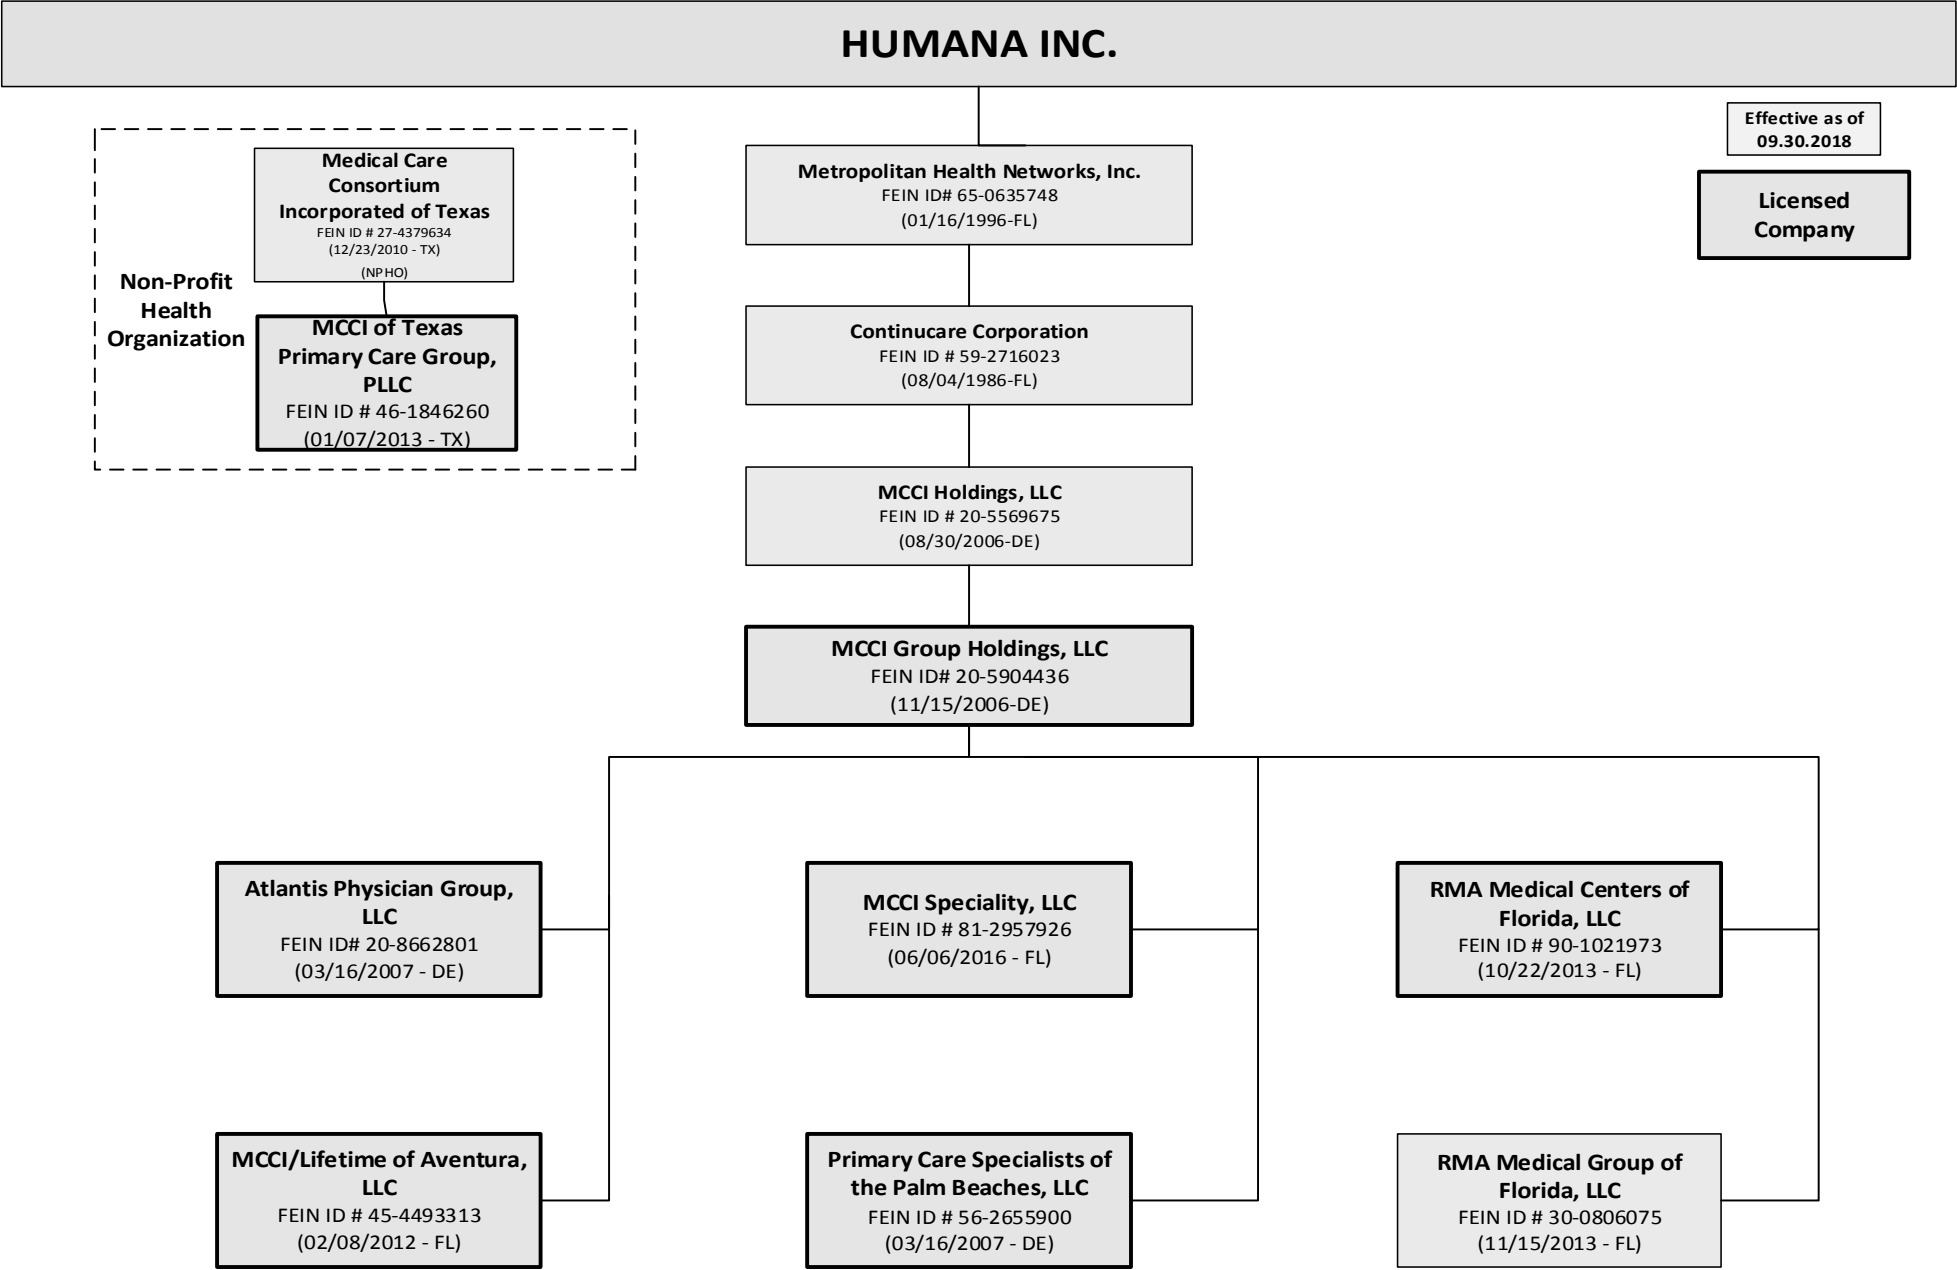 HUMANA INC.
Effective as of
09.30.2018
Licensed
Company
Non-Profit
Health
Organization
Medical Care
Consortium
Incorporated of Texas
FEIN ID # 27-4379634
(12/23/2010 - TX)
(NPHO)
MCCI of Texas
Primary Care Group,
PLLC
FEIN ID # 46-1846260
(01/07/2013 - TX)
Metropolitan Health Networks, Inc.
FEIN ID# 65-0635748
(01/16/1996-FL)
Continucare Corporation
FEIN ID # 59-2716023
(08/04/1986-FL)
MCCI Holdings, LLC
FEIN ID # 20-5569675
(08/30/2006-DE)
MCCI Group Holdings, LLC
FEIN ID# 20-5904436
(11/15/2006-DE)
Atlantis Physician Group,
LLC
FEIN ID# 20-8662801
(03/16/2007 - DE)
MCCI Speciality, LLC
FEIN ID # 81-2957926
(06/06/2016 - FL)
RMA Medical Centers of
Florida, LLC
FEIN ID # 90-1021973
(10/22/2013 - FL)
MCCI/Lifetime of Aventura,
LLC
FEIN ID # 45-4493313
(02/08/2012 - FL)
Primary Care Specialists of
the Palm Beaches, LLC
FEIN ID # 56-2655900
(03/16/2007 - DE)
RMA Medical Group of
Florida, LLC
FEIN ID # 30-0806075
(11/15/2013 - FL)